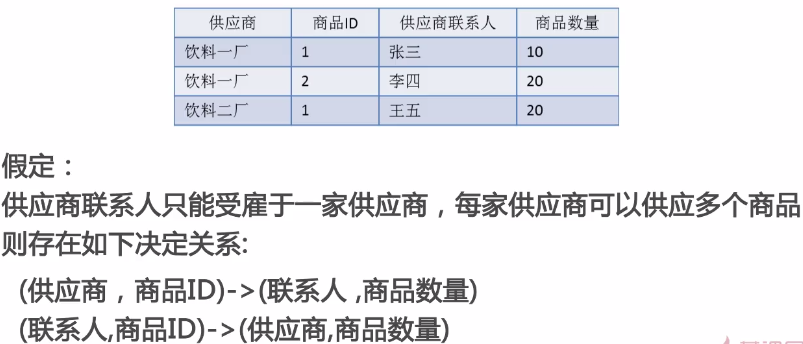 供应商 商品ID 供应商联系人 商品数量
饮料一厂 1 张三 10
饮料一厂 2 李四 20
饮料二厂 1 王五 20
假定：
供应商联系人只能受雇于一家供应商，每家供应商可以供应多个商品
则存在如下决定关系:
(供应商，商品ID)->(联系人 ,商品数量)
(联系人,商品ID)->(供应商,商品数量)